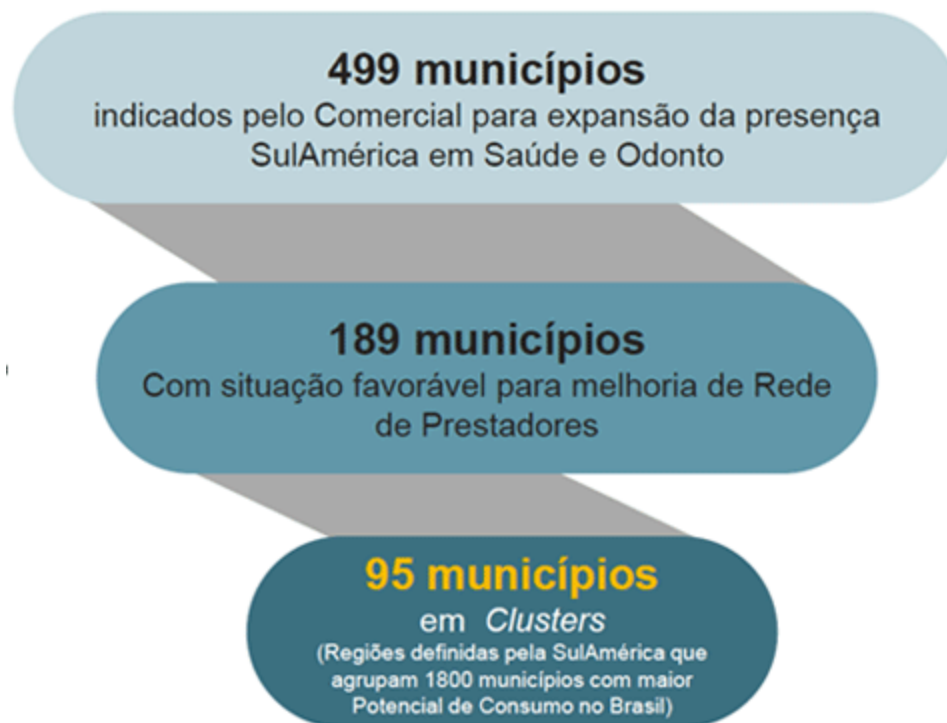 499 municípios
indicados pelo Comercial para expansão da presença
SulAmérica em Saúde e Odonto
189 municípios
Com situação favorável para melhoria de Rede
de Prestadores
95 municípios
em Clusters
(Regiões definidas pela SulAmérica que
agrupam 1800 municípios com maior
Potencial de Consumo no Brasil)